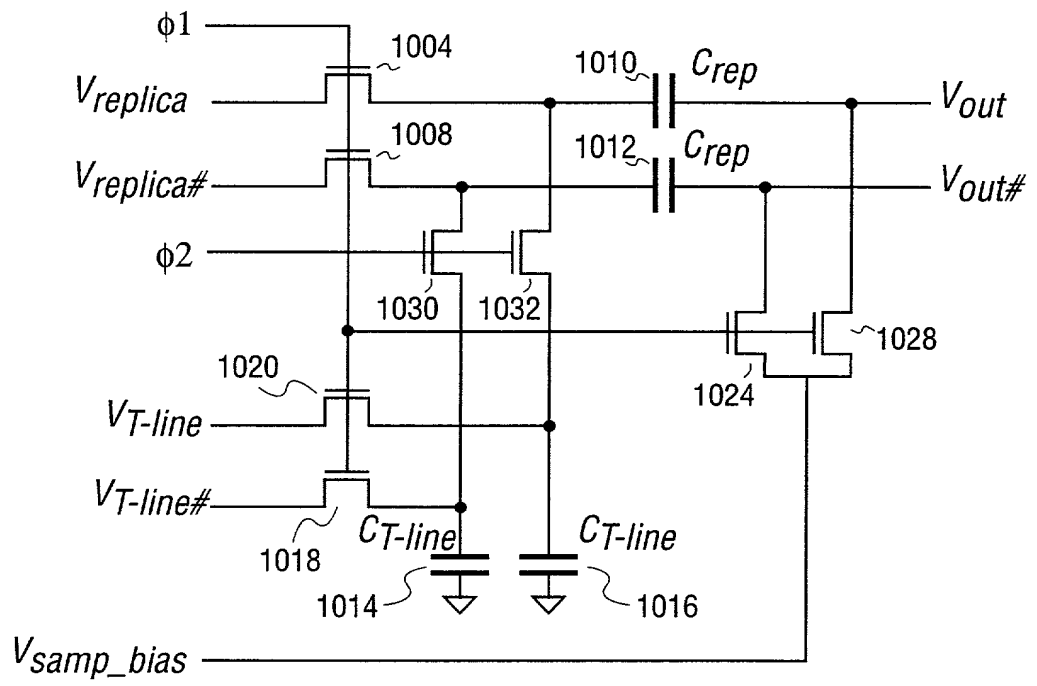 ϕ1
1004
1010
Crep
Vreplica
Vout
1008
1012
Crep
Vreplica#
Vout#
ϕ2
1030
1032
1028
1020
1024
VT-line
VT-line#
CT-line
CT-line
1018
1014
1016
Vsamp_bias